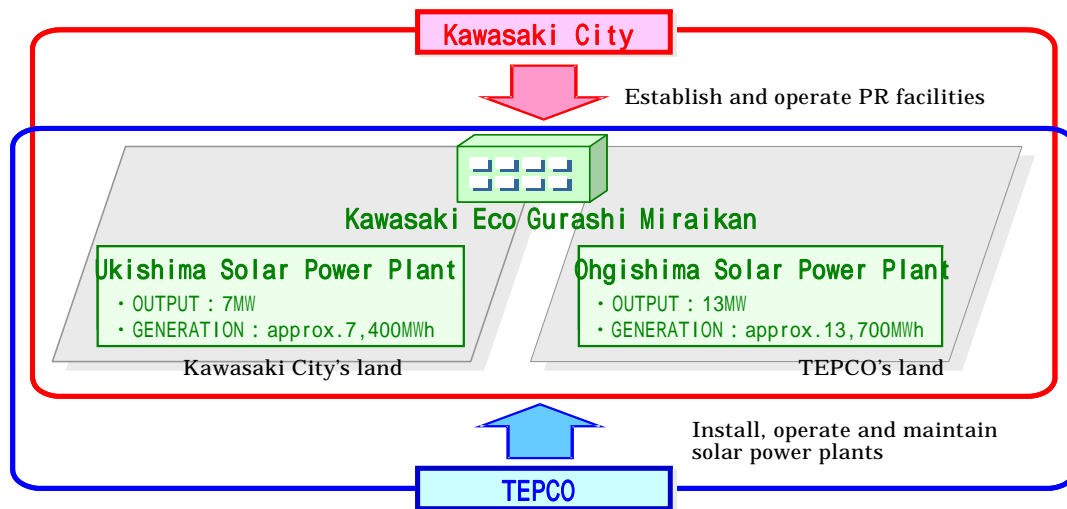 Kawasaki City
Establish and operate PR facilities
Kawasaki Eco Gurashi Miraikan
Ukishima Solar Power Plant
・OUTPUT：7MW
・GENERATION：approx.7,400MWh
Kawasaki City's land
Ohgishima Solar Power Plant
・OUTPUT：13MW
・GENERATION：approx.13,700MWh
TEPCO's land
Install, operate and maintain
solar power plants
TEPCO